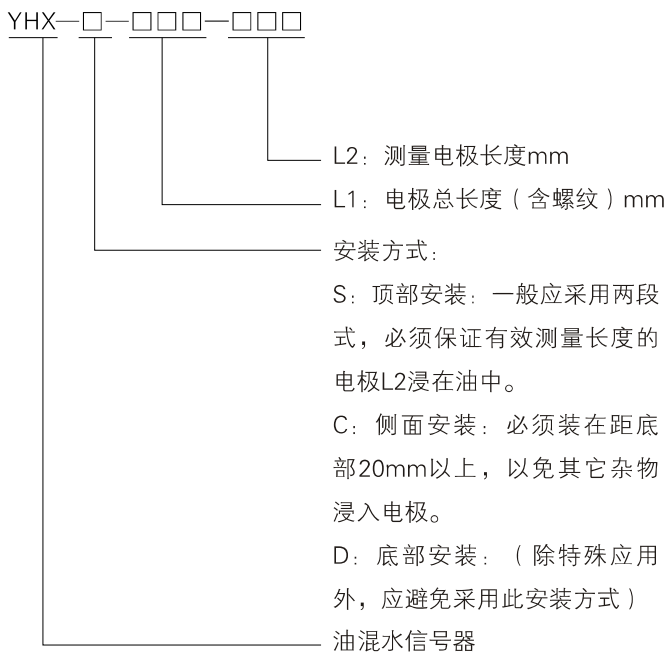 YHX—□—□□□—□□□
L2：测量电极长度mm
L1：电极总长度（含螺纹）mm
安装方式：
S：顶部安装：一般应采用两段
式，必须保证有效测量长度的
电极L2浸在油中。
C：侧面安装：必须装在距底
部20mm以上，以免其它杂物
浸入电极。
D：底部安装：（除特殊应用
外，应避免采用此安装方式）
油混水信号器